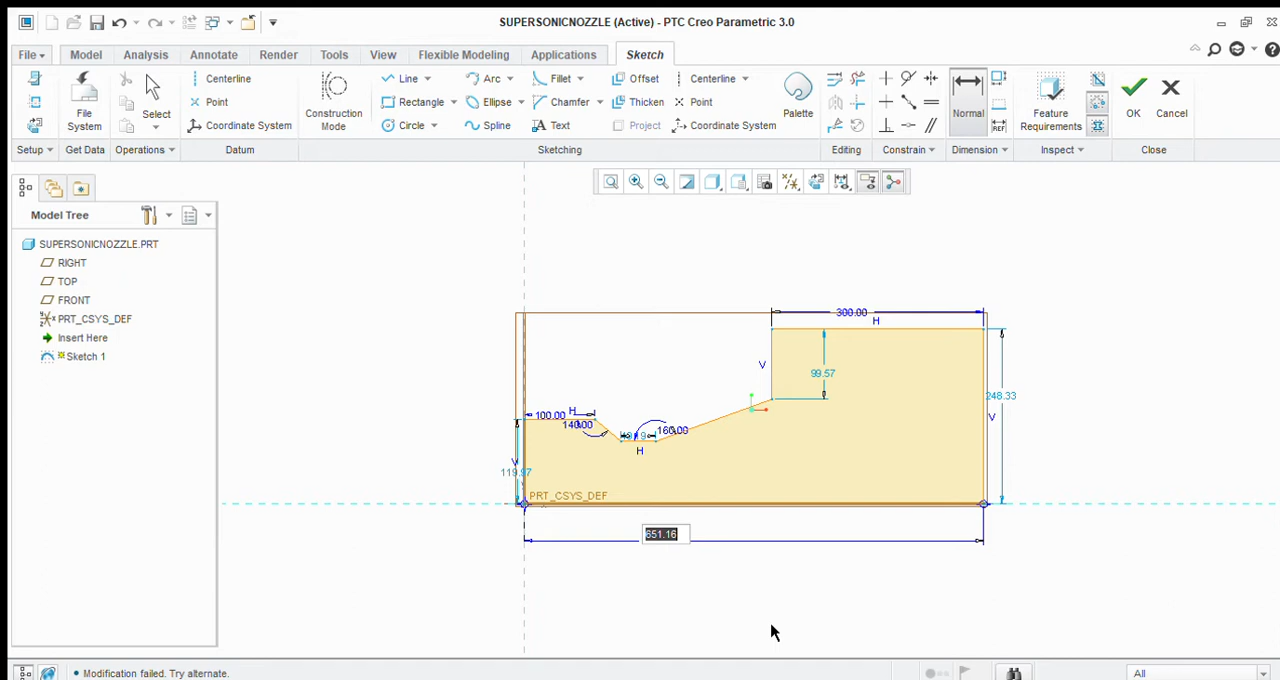 SUPERSONICNOZZLE (Active) - PTC Creo Parametric 3.0
File Model Analysis Annotate Render Tools View Flexible Modeling Applications Sketch
Centerline Line Arc Fillet Offset Centerline
Point Rectangle Ellipse Chamfer Thicken Point
Coordinate System Circle Spline Text Project Coordinate System
File System
Select
Construction Mode
Palette
Normal
Feature Requirements
OK
Cancel
Setup Get Data Operations Datum Sketching Editing Constrain Dimension Inspect Close
Model Tree
SUPERSONICNOZZLE.PRT
RIGHT
TOP
FRONT
PRT_CSYS_DEF
Insert Here
Sketch 1
300.00
H
V
99.57
248.33
V
100.00
H
140.00
160.00
H
V
119.97
PRT_CSYS_DEF
651.16
Modification failed. Try alternate.
All